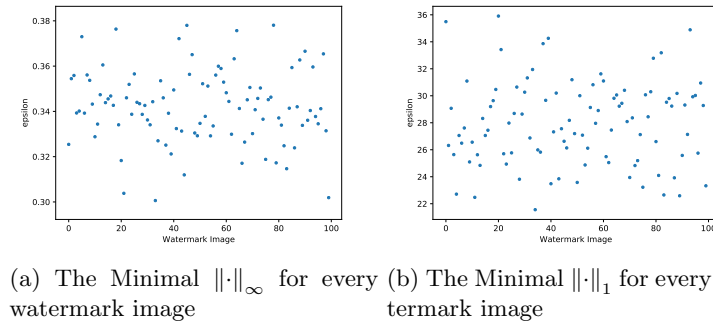 0.38
0.36
0.34
0.32
0.30
epsilon
0 20 40 60 80 100
Watermark Image
36
34
32
30
28
26
24
22
epsilon
0 20 40 60 80 100
Watermark Image
(a) The Minimal ‖·‖∞ for every
watermark image
(b) The Minimal ‖·‖₁ for every
termark image